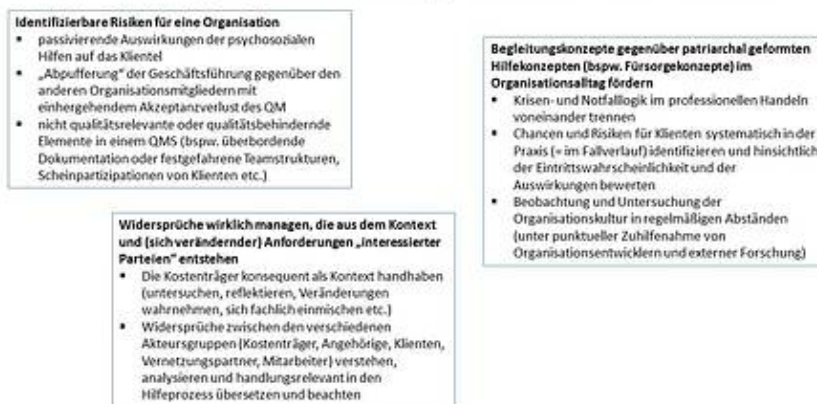 Identifizierbare Risiken für eine Organisation
▪ passivierende Auswirkungen der psychosozialen
Hilfen auf das Klientel
▪ „Abpufferung“ der Geschäftsführung gegenüber den
anderen Organisationsmitgliedern mit
einhergehendem Akzeptanzverlust des QM
▪ nicht qualitätsrelevante oder qualitätsbehindernde
Elemente in einem QMS (bspw. überbordende
Dokumentation oder festgefahrene Teamstrukturen,
Scheinpartizipationen von Klienten etc.)
Begleitungskonzepte gegenüber patriarchal geformten
Hilfekonzepten (bspw. Fürsorgekonzepte) im
Organisationsalltag fördern
▪ Krisen- und Notfalllogik im professionellen Handeln
voneinander trennen
▪ Chancen und Risiken für Klienten systematisch in der
Praxis (= im Fallverlauf) identifizieren und hinsichtlich
der Eintrittswahrscheinlichkeit und der
Auswirkungen bewerten
▪ Beobachtung und Untersuchung der
Organisationskultur in regelmäßigen Abständen
(unter punktueller Zuhilfenahme von
Organisationsentwicklern und externer Forschung)
Widersprüche wirklich managen, die aus dem Kontext
und (sich verändernder) Anforderungen „interessierter
Parteien“ entstehen
▪ Die Kostenträger konsequent als Kontext handhaben
(untersuchen, reflektieren, Veränderungen
wahrnehmen, sich fachlich einmischen etc.)
▪ Widersprüche zwischen den verschiedenen
Akteursgruppen (Kostenträger, Angehörige, Klienten,
Vernetzungspartner, Mitarbeiter) verstehen,
analysieren und handlungsrelevant in den
Hilfeprozess übersetzen und beachten